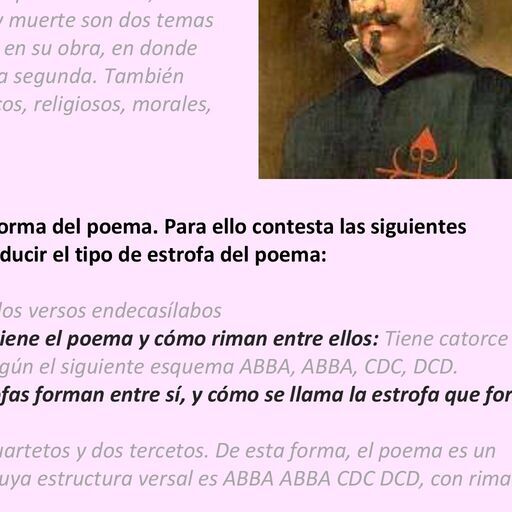 y muerte son dos temas
en su obra, en donde
a segunda. También
cos, religiosos, morales,
orma del poema. Para ello contesta las siguientes
ducir el tipo de estrofa del poema:
los versos endecasílabos
tiene el poema y cómo riman entre ellos: Tiene catorce
gún el siguiente esquema ABBA, ABBA, CDC, DCD.
ofas forman entre sí, y cómo se llama la estrofa que for
uartetos y dos tercetos. De esta forma, el poema es un
uya estructura versal es ABBA ABBA CDC DCD, con rima